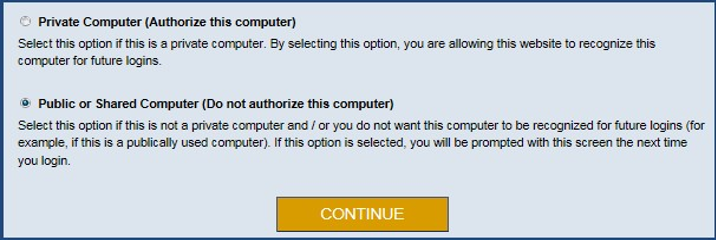 Private Computer (Authorize this computer)
Select this option if this is a private computer. By selecting this option, you are allowing this website to recognize this
computer for future logins.
Public or Shared Computer (Do not authorize this computer)
Select this option if this is not a private computer and / or you do not want this computer to be recognized for future logins (for
example, if this is a publically used computer). If this option is selected, you will be prompted with this screen the next time
you login.
CONTINUE